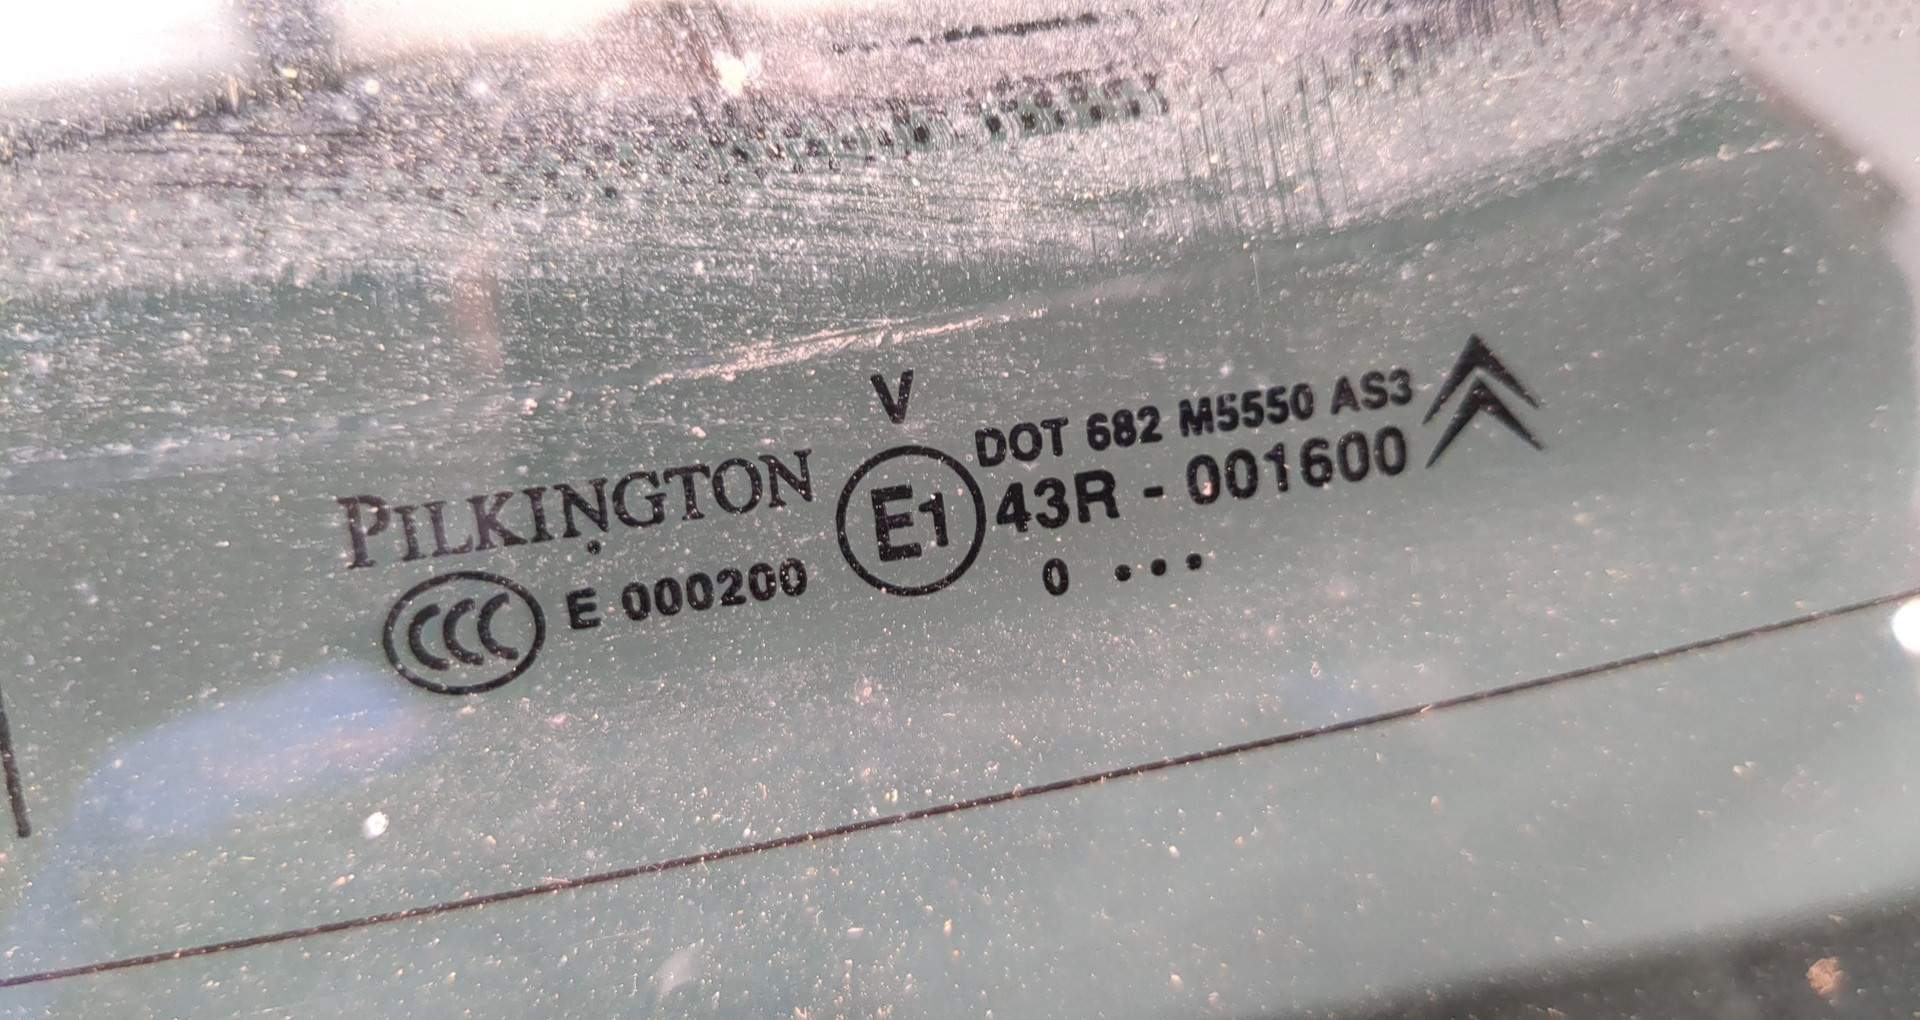 V
PILKINGTON
E1
DOT 682 M5550 AS3
43R - 001600
CCC E 000200
0 ...